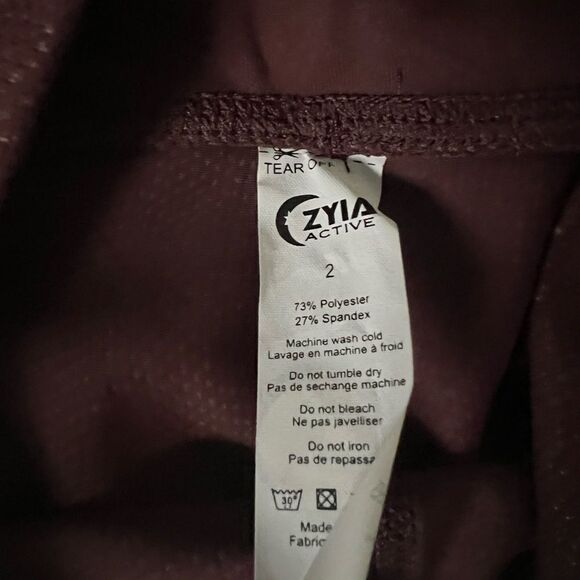 TEAR OFF
ZYIA
ACTIVE
2
73% Polyester
27% Spandex
Machine wash cold
Lavage en machine à froid
Do not tumble dry
Pas de sechange machine
Do not bleach
Ne pas javelliser
Do not iron
Pas de repassa
30°
Made
Fabric